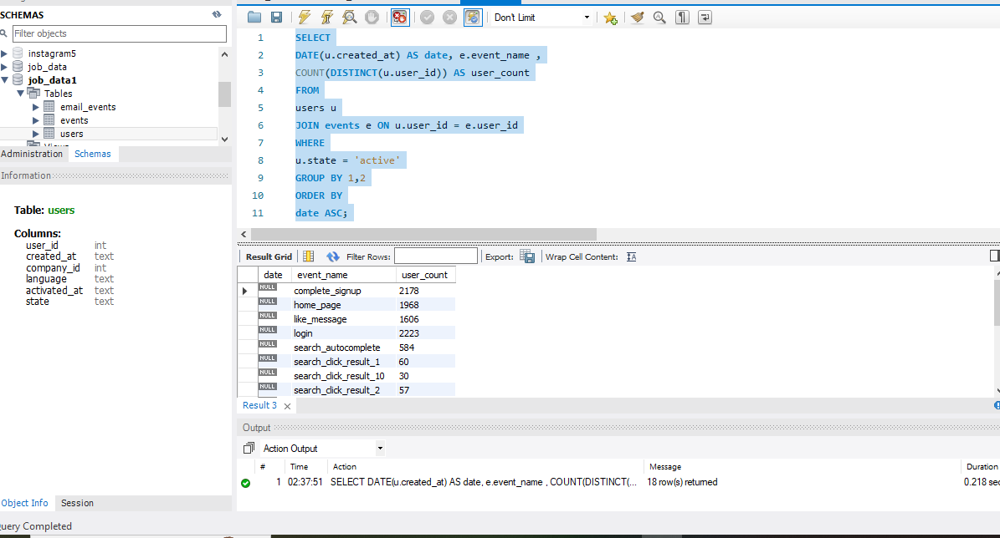 SCHEMAS
Filter objects
instagram5
job_data
job_data1
Tables
email_events
events
users
Administration Schemas
Information
Table: users
Columns:
user_id int
created_at text
company_id int
language text
activated_at text
state text
Object Info Session
Query Completed
Don't Limit
1 SELECT
2 DATE(u.created_at) AS date, e.event_name ,
3 COUNT(DISTINCT(u.user_id)) AS user_count
4 FROM
5 users u
6 JOIN events e ON u.user_id = e.user_id
7 WHERE
8 u.state = 'active'
9 GROUP BY 1,2
10 ORDER BY
11 date ASC;
Result Grid Filter Rows: Export: Wrap Cell Content: IA
date event_name user_count
NULL complete_signup 2178
NULL home_page 1968
NULL like_message 1606
NULL login 2223
NULL search_autocomplete 584
NULL search_click_result_1 60
NULL search_click_result_10 30
NULL search_click_result_2 57
Result 3
Output
Action Output
# Time Action Message Duration
1 02:37:51 SELECT DATE(u.created_at) AS date, e.event_name , COUNT(DISTINCT(... 18 row(s) returned 0.218 sec